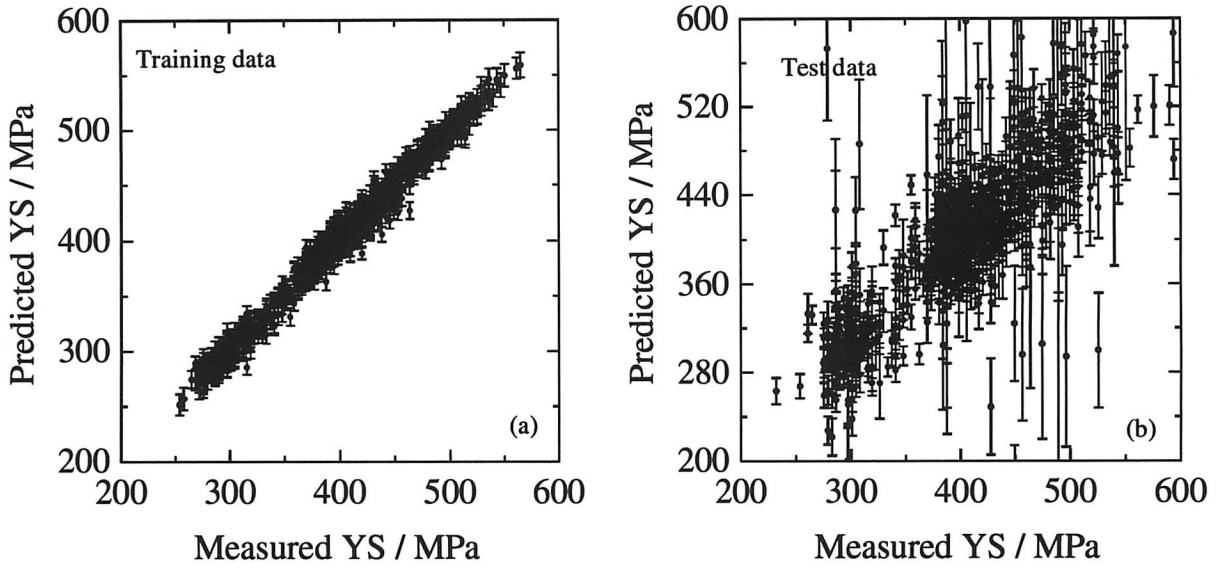 Training data
600
500
400
300
200
200 300 400 500 600
Predicted YS / MPa
Measured YS / MPa
(a)
Test data
600
520
440
360
280
200
200 300 400 500 600
Predicted YS / MPa
Measured YS / MPa
(b)